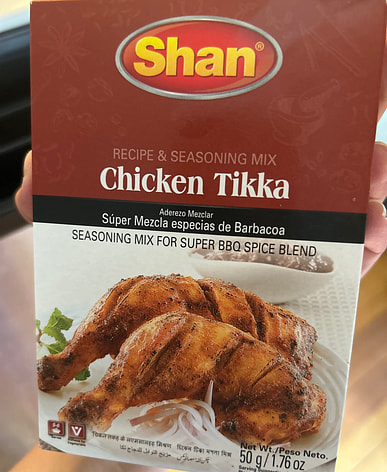 Shan®
RECIPE & SEASONING MIX
Chicken Tikka
Aderezo Mezclar
Súper Mezcla especias de Barbacoa
SEASONING MIX FOR SUPER BBQ SPICE BLEND
Net Wt./Peso Neto.
50 g/1.76 oz